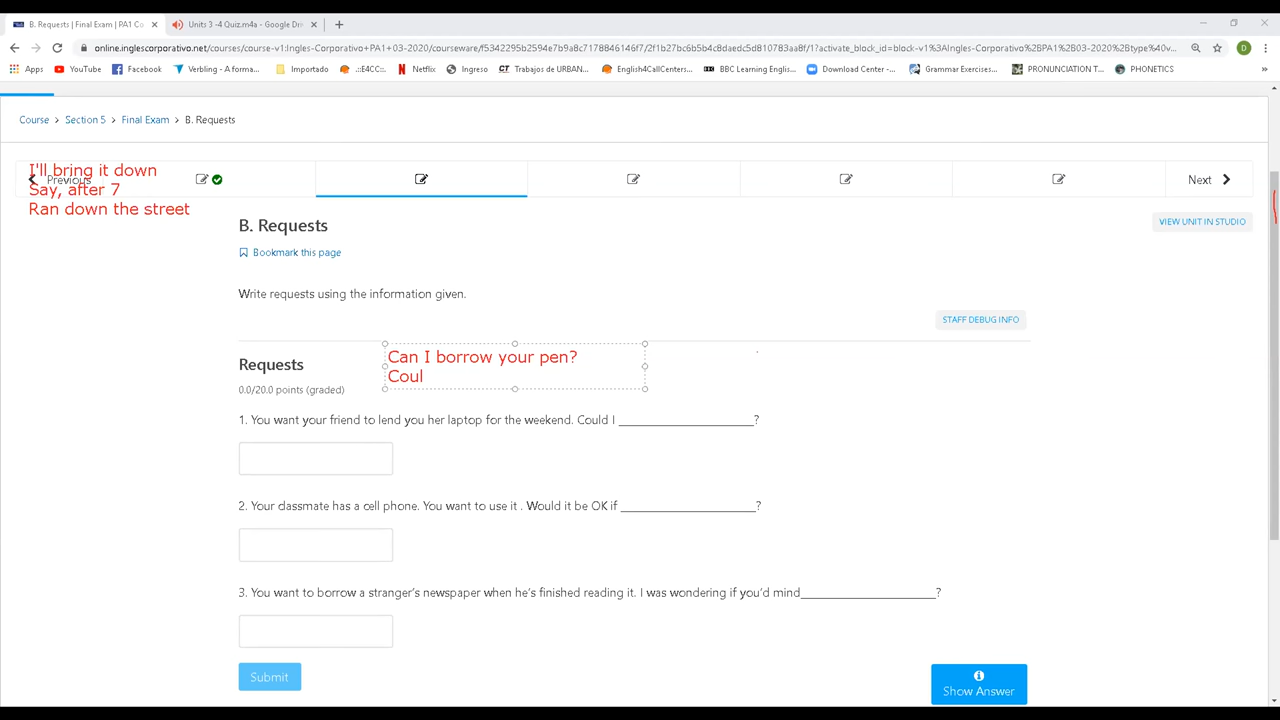 B. Requests | Final Exam | PA1 Co
Units 3 -4 Quiz.m4a - Google Dri
online.inglescorporativo.net/courses/course-v1:Ingles-Corporativo+PA1+03-2020/courseware/f5342295b2594e7b9a8c7178846146f7/2f1b27bc6b5b4c8daedc5d810783aa8f/1?activate_block_id=block-v1%3AIngles-Corporativo%2BPA1%2B03-2020%2Btype%40v...
D
Apps YouTube Facebook Verbling - A forma... Importado .::E4CC::. Netflix Ingreso CT Trabajos de URBAN... English4CallCenters... BBC Learning Englis... Download Center -... Grammar Exercises... PRONUNCIATION T... PHONETICS »
Course > Section 5 > Final Exam > B. Requests
I'll bring it down
Previous
Next
Say, after 7
Ran down the street
B. Requests
VIEW UNIT IN STUDIO
Bookmark this page
Write requests using the information given.
STAFF DEBUG INFO
Can I borrow your pen?
Coul
Requests
0.0/20.0 points (graded)
1. You want your friend to lend you her laptop for the weekend. Could I ____________________?
2. Your classmate has a cell phone. You want to use it . Would it be OK if ____________________?
3. You want to borrow a stranger's newspaper when he's finished reading it. I was wondering if you'd mind____________________?
Submit
Show Answer